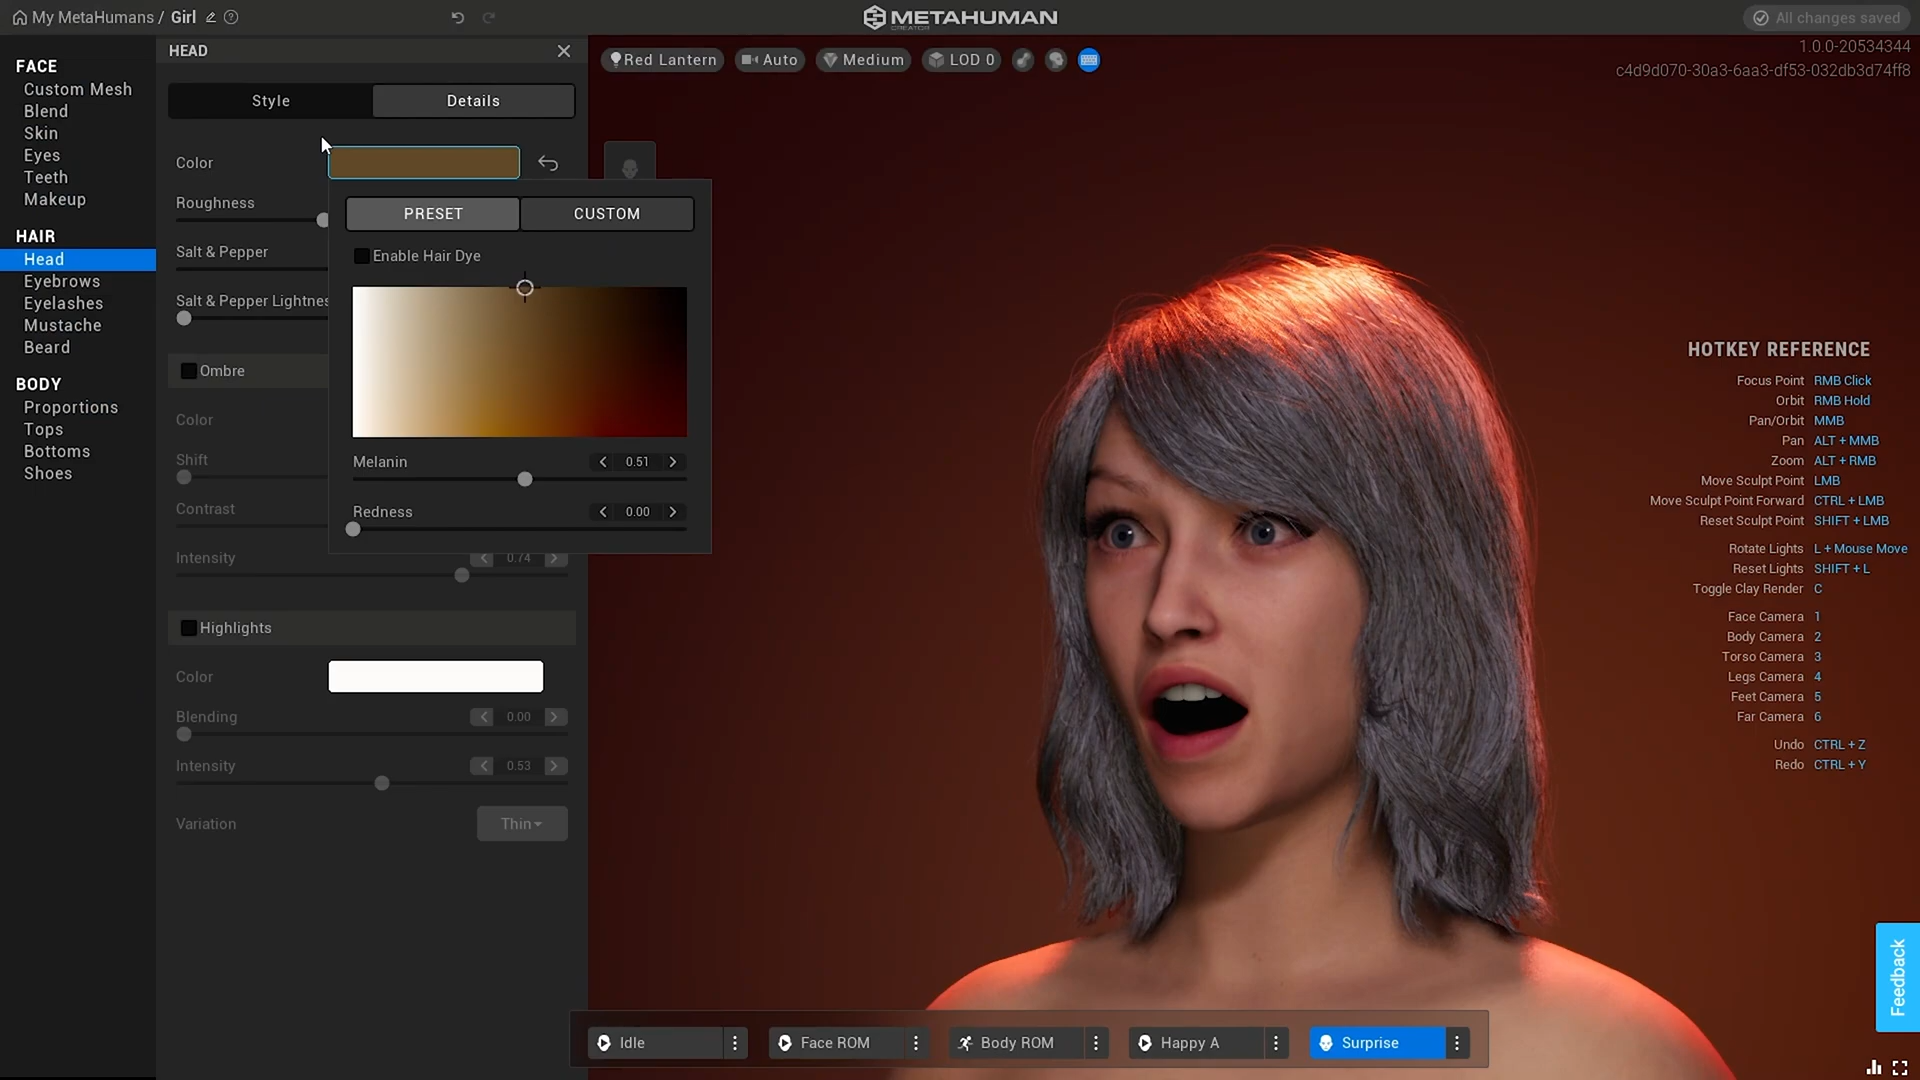 My MetaHumans / Girl
METAHUMAN
CREATOR
All changes saved
FACE
Custom Mesh
Blend
Skin
Eyes
Teeth
Makeup
HAIR
Head
Eyebrows
Eyelashes
Mustache
Beard
BODY
Proportions
Tops
Bottoms
Shoes
HEAD
Style
Details
Color
Roughness
Salt & Pepper
Salt & Pepper Lightnes
Ombre
Color
Shift
Contrast
Intensity
0.74
Highlights
Color
Blending
0.00
Intensity
0.53
Variation
Thin
PRESET
CUSTOM
Enable Hair Dye
Melanin
0.51
Redness
0.00
Red Lantern
Auto
Medium
LOD 0
1.0.0-20534344
c4d9d070-30a3-6aa3-df53-032db3d74ff8
HOTKEY REFERENCE
Focus Point RMB Click
Orbit RMB Hold
Pan/Orbit MMB
Pan ALT + MMB
Zoom ALT + RMB
Move Sculpt Point LMB
Move Sculpt Point Forward CTRL + LMB
Reset Sculpt Point SHIFT + LMB
Rotate Lights L + Mouse Move
Reset Lights SHIFT + L
Toggle Clay Render C
Face Camera 1
Body Camera 2
Torso Camera 3
Legs Camera 4
Feet Camera 5
Far Camera 6
Undo CTRL + Z
Redo CTRL + Y
Feedback
Idle
Face ROM
Body ROM
Happy A
Surprise